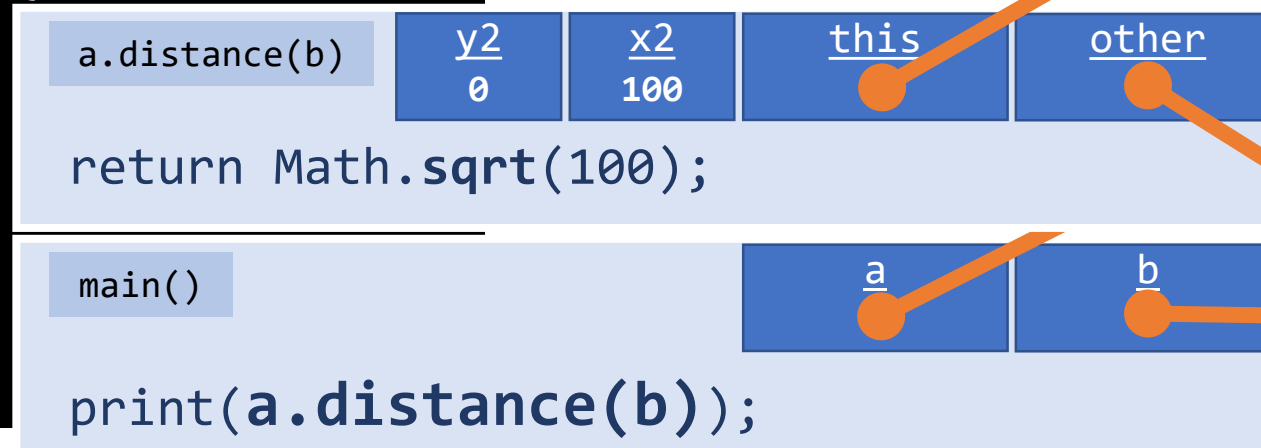 a.distance(b) y2 x2 this other
0 100
return Math.sqrt(100);
main() a b
print(a.distance(b));